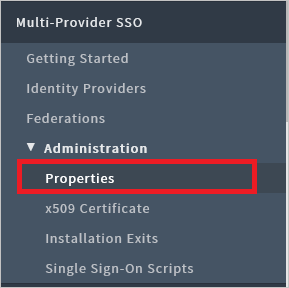 Multi-Provider SSO
Getting Started
Identity Providers
Federations
▼ Administration
Properties
x509 Certificate
Installation Exits
Single Sign-On Scripts